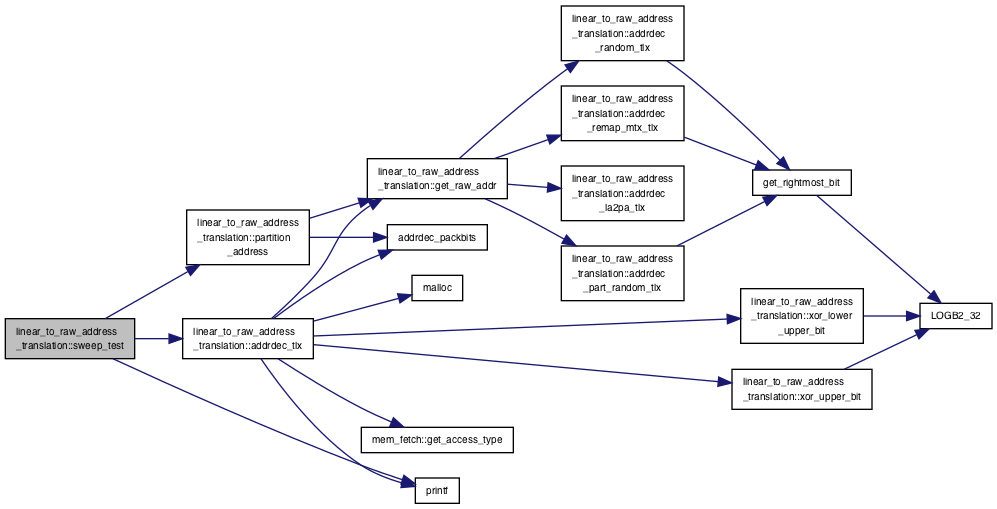 linear_to_raw_address
_translation::sweep_test
linear_to_raw_address
_translation::partition
_address
linear_to_raw_address
_translation::addrdec_tlx
linear_to_raw_address
_translation::get_raw_addr
addrdec_packbits
malloc
mem_fetch::get_access_type
printf
linear_to_raw_address
_translation::addrdec
_random_tlx
linear_to_raw_address
_translation::addrdec
_remap_mtx_tlx
linear_to_raw_address
_translation::addrdec
_la2pa_tlx
linear_to_raw_address
_translation::addrdec
_part_random_tlx
get_rightmost_bit
linear_to_raw_address
_translation::xor_lower
_upper_bit
linear_to_raw_address
_translation::xor_upper_bit
LOGB2_32